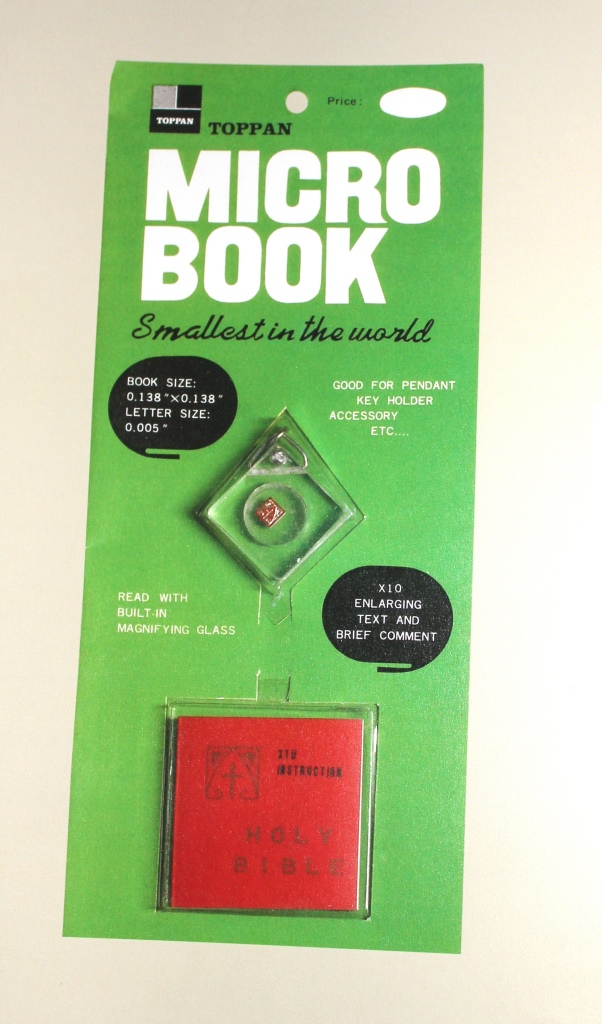 TOPPAN
TOPPAN
Price:
MICRO
BOOK
Smallest in the world
BOOK SIZE:
0.138"×0.138"
LETTER SIZE:
0.005"
GOOD FOR PENDANT
KEY HOLDER
ACCESSORY
ETC....
READ WITH
BUILT-IN
MAGNIFYING GLASS
X10
ENLARGING
TEXT AND
BRIEF COMMENT
X10
INSTRUCTION
HOLY
BIBLE